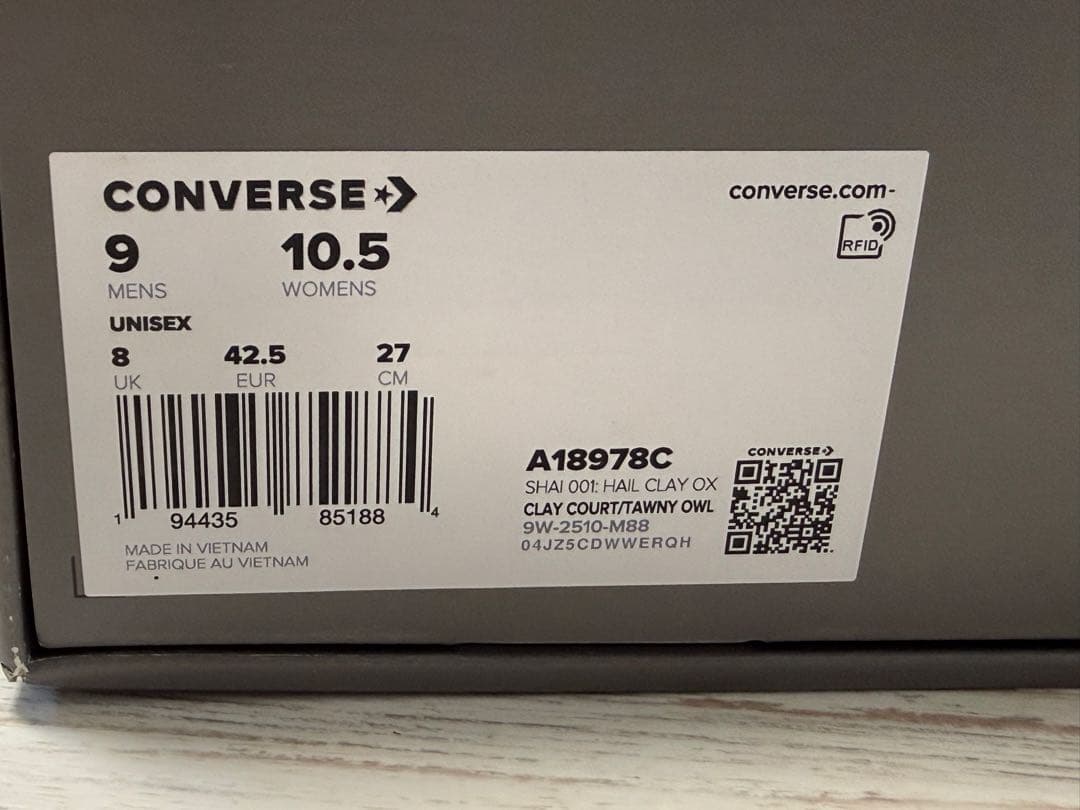 CONVERSE
converse.com-
RFID
9 10.5
MENS WOMENS
UNISEX
8 42.5 27
UK EUR CM
1 94435 85188 4
MADE IN VIETNAM
FABRIQUE AU VIETNAM
A18978C
SHAI 001: HAIL CLAY OX
CLAY COURT/TAWNY OWL
9W-2510-M88
04JZ5CDWWERQH
CONVERSE